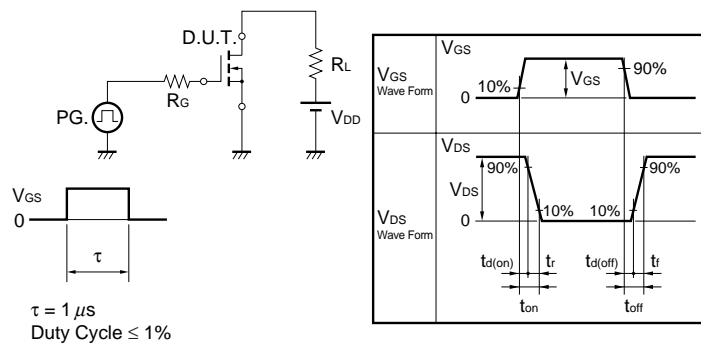 D.U.T.
RL
RG
PG.
VDD
VGS
0
τ
τ = 1 μs
Duty Cycle ≤ 1%
VGS
Wave Form
VGS
10%
VGS
90%
0
VDS
Wave Form
VDS
VDS
90%
90%
10%
10%
0
td(on)
tr
td(off)
tf
ton
toff